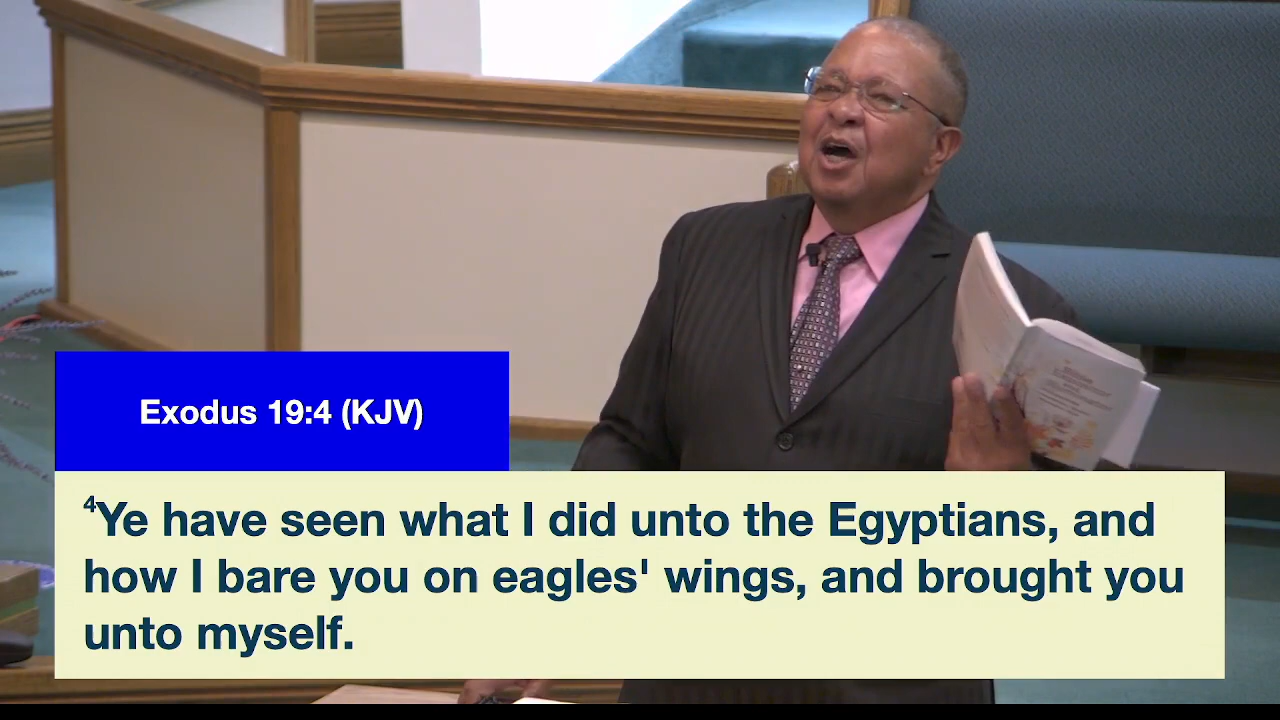 Exodus 19:4 (KJV)
⁴Ye have seen what I did unto the Egyptians, and
how I bare you on eagles' wings, and brought you
unto myself.